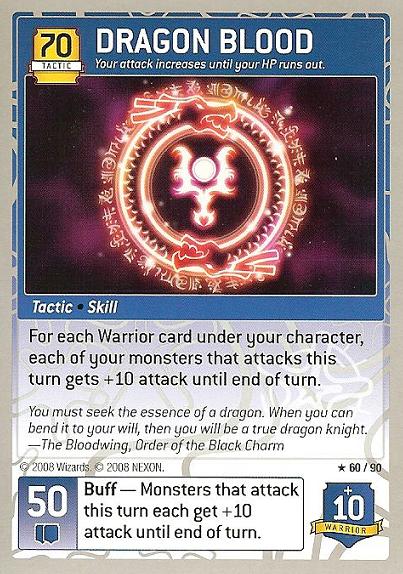 70
TACTIC
DRAGON BLOOD
Your attack increases until your HP runs out.
Tactic • Skill
For each Warrior card under your character,
each of your monsters that attacks this
turn gets +10 attack until end of turn.
You must seek the essence of a dragon. When you can
bend it to your will, then you will be a true dragon knight.
—The Bloodwing, Order of the Black Charm
© 2008 Wizards. © 2008 NEXON.
★ 60 / 90
50
Buff — Monsters that attack
this turn each get +10
attack until end of turn.
+
10
WARRIOR